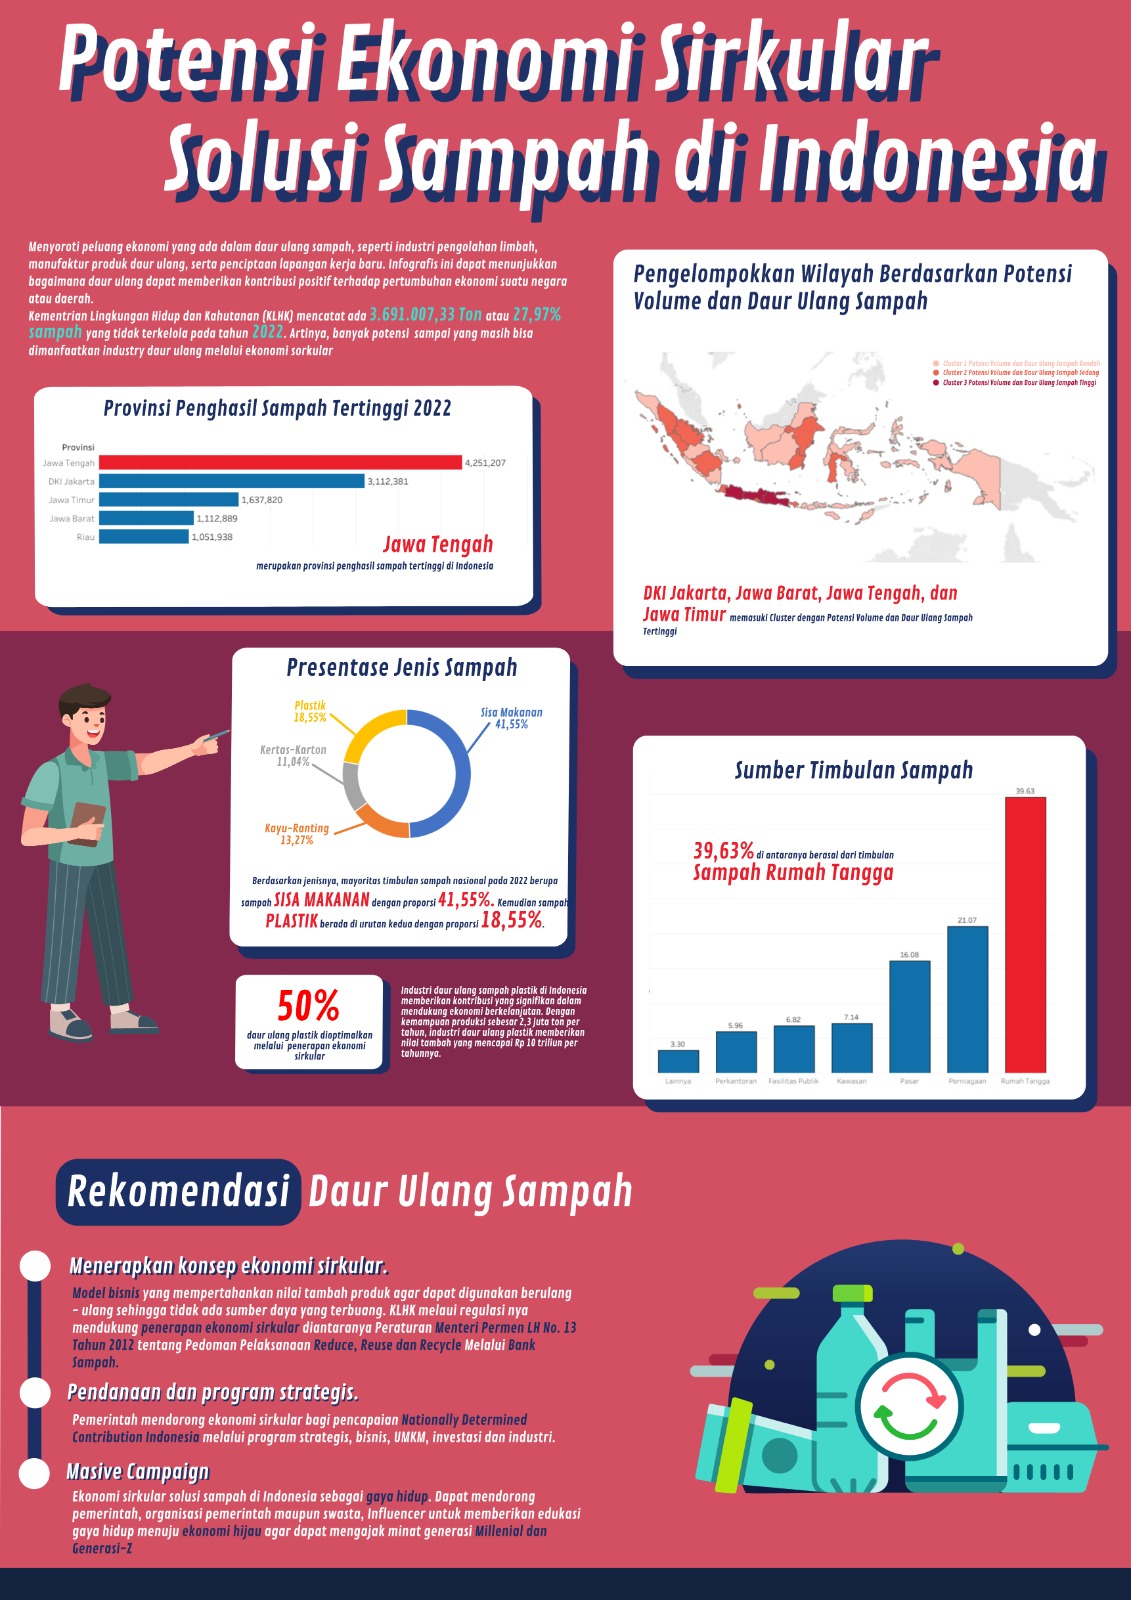 Potensi Ekonomi Sirkular
Solusi Sampah di Indonesia
Menyoroti peluang ekonomi yang ada dalam daur ulang sampah, seperti industri pengolahan limbah,
manufaktur produk daur ulang, serta penciptaan lapangan kerja baru. Infografis ini dapat menunjukkan
bagaimana daur ulang dapat memberikan kontribusi positif terhadap pertumbuhan ekonomi suatu negara
atau daerah.
Kementrian Lingkungan Hidup dan Kahutanan (KLHK) mencatat ada 3.691.007,33 Ton atau 27,97%
sampah yang tidak terkelola pada tahun 2022. Artinya, banyak potensi sampai yang masih bisa
dimanfaatkan industry daur ulang melalui ekonomi sorkular
Provinsi Penghasil Sampah Tertinggi 2022
Provinsi
Jawa Tengah 4,251,207
DKI Jakarta 3,112,381
Jawa Timur 1,637,820
Jawa Barat 1,112,889
Riau 1,051,938
Jawa Tengah
merupakan provinsi penghasil sampah tertinggi di Indonesia
Pengelompokkan Wilayah Berdasarkan Potensi
Volume dan Daur Ulang Sampah
Cluster 1 Potensi Volume dan Daur Ulang Sampah Rendah
Cluster 2 Potensi Volume dan Daur Ulang Sampah Sedang
Cluster 3 Potensi Volume dan Daur Ulang Sampah Tinggi
DKI Jakarta, Jawa Barat, Jawa Tengah, dan
Jawa Timur memasuki Cluster dengan Potensi Volume dan Daur Ulang Sampah
Tertinggi
Presentase Jenis Sampah
Plastik
18,55%
Sisa Makanan
41,55%
Kertas-Karton
11,04%
Kayu-Ranting
13,27%
Berdasarkan jenisnya, mayoritas timbulan sampah nasional pada 2022 berupa
sampah SISA MAKANAN dengan proporsi 41,55%. Kemudian sampah
PLASTIK berada di urutan kedua dengan proporsi 18,55%.
50%
daur ulang plastik dioptimalkan
melalui penerapan ekonomi
sirkular
Industri daur ulang sampah plastik di Indonesia
memberikan kontribusi yang signifikan dalam
mendukung ekonomi berkelanjutan. Dengan
kemampuan produksi sebesar 2,3 juta ton per
tahun, industri daur ulang plastik memberikan
nilai tambah yang mencapai Rp 10 triliun per
tahunnya.
Sumber Timbulan Sampah
39,63% di antaranya berasal dari timbulan
Sampah Rumah Tangga
3.30 5.96 6.82 7.14 16.08 21.07 39.63
Lainnya Perkantoran Fasilitas Publik Kawasan Pasar Perniagaan Rumah Tangga
Rekomendasi Daur Ulang Sampah
Menerapkan konsep ekonomi sirkular.
Model bisnis yang mempertahankan nilai tambah produk agar dapat digunakan berulang
- ulang sehingga tidak ada sumber daya yang terbuang. KLHK melaui regulasi nya
mendukung penerapan ekonomi sirkular diantaranya Peraturan Menteri Permen LH No. 13
Tahun 2012 tentang Pedoman Pelaksanaan Reduce, Reuse dan Recycle Melalui Bank
Sampah.
Pendanaan dan program strategis.
Pemerintah mendorong ekonomi sirkular bagi pencapaian Nationally Determined
Contribution Indonesia melalui program strategis, bisnis, UMKM, investasi dan industri.
Masive Campaign
Ekonomi sirkular solusi sampah di Indonesia sebagai gaya hidup. Dapat mendorong
pemerintah, organisasi pemerintah maupun swasta, Influencer untuk memberikan edukasi
gaya hidup menuju ekonomi hijau agar dapat mengajak minat generasi Millenial dan
Generasi-Z